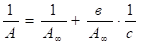 1/A = 1/A∞ + в/A∞ · 1/c